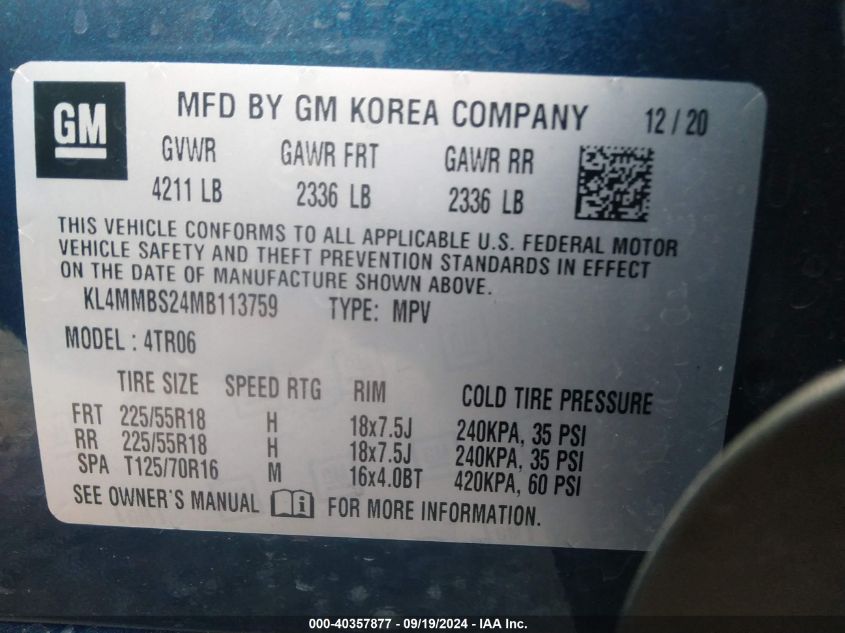 GM
MFD BY GM KOREA COMPANY 12 / 20
GVWR GAWR FRT GAWR RR
4211 LB 2336 LB 2336 LB
THIS VEHICLE CONFORMS TO ALL APPLICABLE U.S. FEDERAL MOTOR
VEHICLE SAFETY AND THEFT PREVENTION STANDARDS IN EFFECT
ON THE DATE OF MANUFACTURE SHOWN ABOVE.
KL4MMBS24MB113759 TYPE: MPV
MODEL : 4TR06
TIRE SIZE SPEED RTG RIM COLD TIRE PRESSURE
FRT 225/55R18 H 18x7.5J 240KPA, 35 PSI
RR 225/55R18 H 18x7.5J 240KPA, 35 PSI
SPA T125/70R16 M 16x4.0BT 420KPA, 60 PSI
SEE OWNER'S MANUAL FOR MORE INFORMATION.
000-40357877 - 09/19/2024 - IAA Inc.